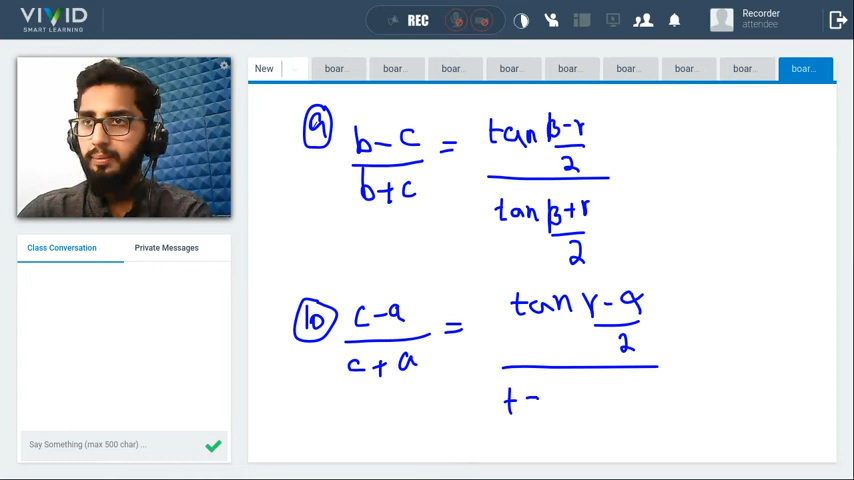 VIVID
SMART LEARNING
REC
Recorder
attendee
New ... boar... boar... boar... boar... boar... boar... boar... boar... boar...
Class Conversation Private Messages
Say Something (max 500 char) ...
9 b-c / b+c = tan β-γ/2 / tan β+γ/2
10 c-a / c+a = tan γ-α/2 / t-